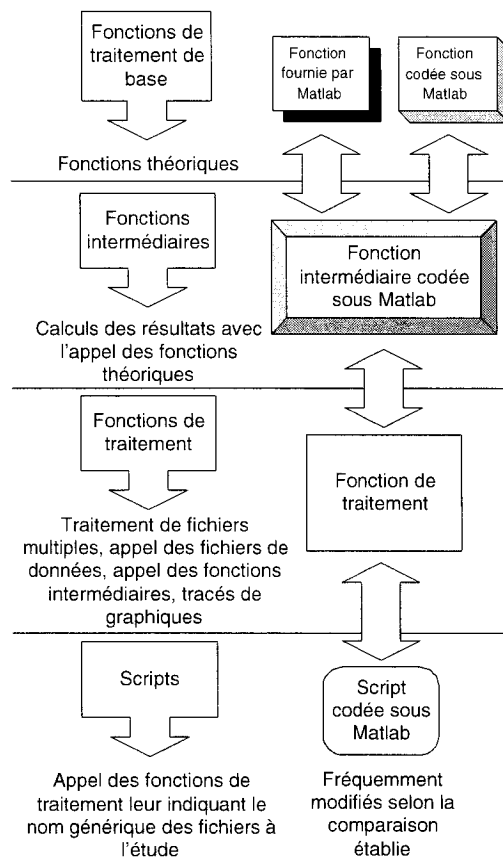 Fonctions de
traitement de
base
Fonction
fournie par
Matlab
Fonction
codée sous
Matlab
Fonctions théoriques
Fonctions
intermédiaires
Fonction
intermédiaire codée
sous Matlab
Calculs des résultats avec
l'appel des fonctions
théoriques
Fonctions de
traitement
Fonction de
traitement
Traitement de fichiers
multiples, appel des fichiers de
données, appel des fonctions
intermédiaires, tracés de
graphiques
Scripts
Script
codée sous
Matlab
Appel des fonctions de
traitement leur indiquant le
nom générique des fichiers à
l'étude
Fréquemment
modifiés selon la
comparaison
établie